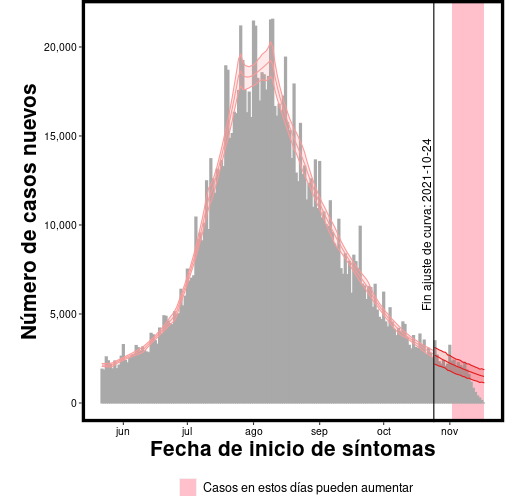 Número de casos nuevos
20,000
15,000
10,000
5,000
0
Fin ajuste de curva: 2021-10-24
jun jul ago sep oct nov
Fecha de inicio de síntomas
Casos en estos días pueden aumentar